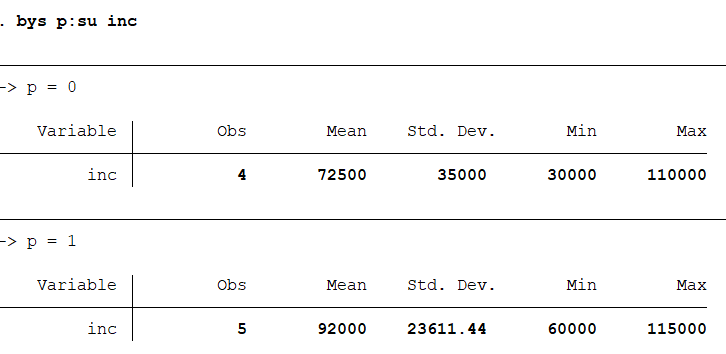 . bys p:su inc
-> p = 0
Variable Obs Mean Std. Dev. Min Max
inc 4 72500 35000 30000 110000
-> p = 1
Variable Obs Mean Std. Dev. Min Max
inc 5 92000 23611.44 60000 115000